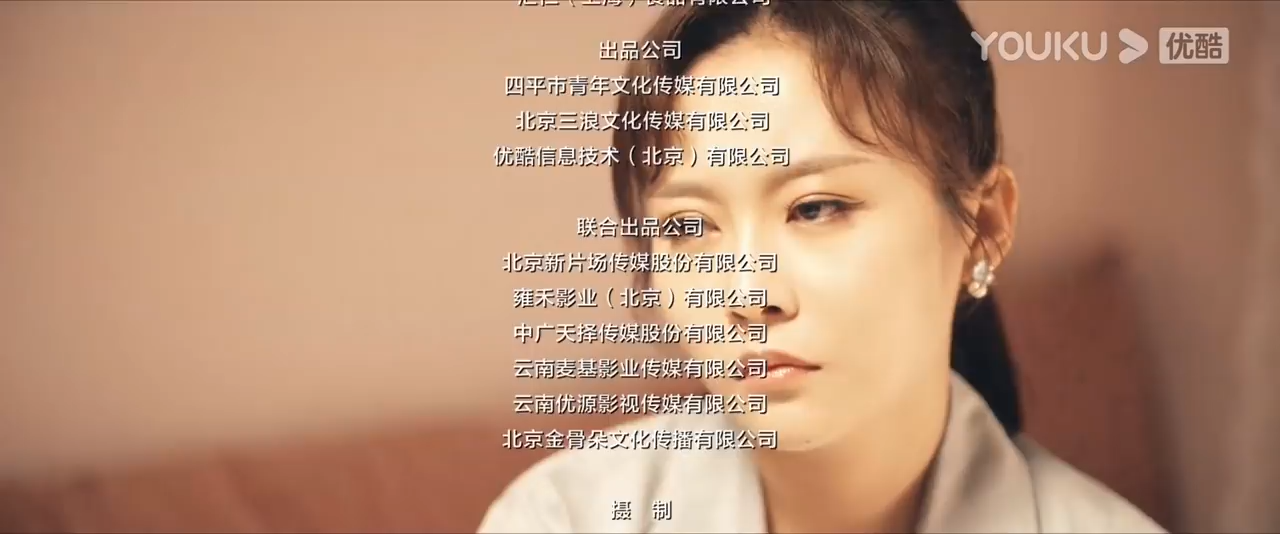 YOUKU 优酷
出品公司
四平市青年文化传媒有限公司
北京三浪文化传媒有限公司
优酷信息技术（北京）有限公司
联合出品公司
北京新片场传媒股份有限公司
雍禾影业（北京）有限公司
中广天择传媒股份有限公司
云南麦基影业传媒有限公司
云南优源影视传媒有限公司
北京金骨朵文化传播有限公司
摄 制